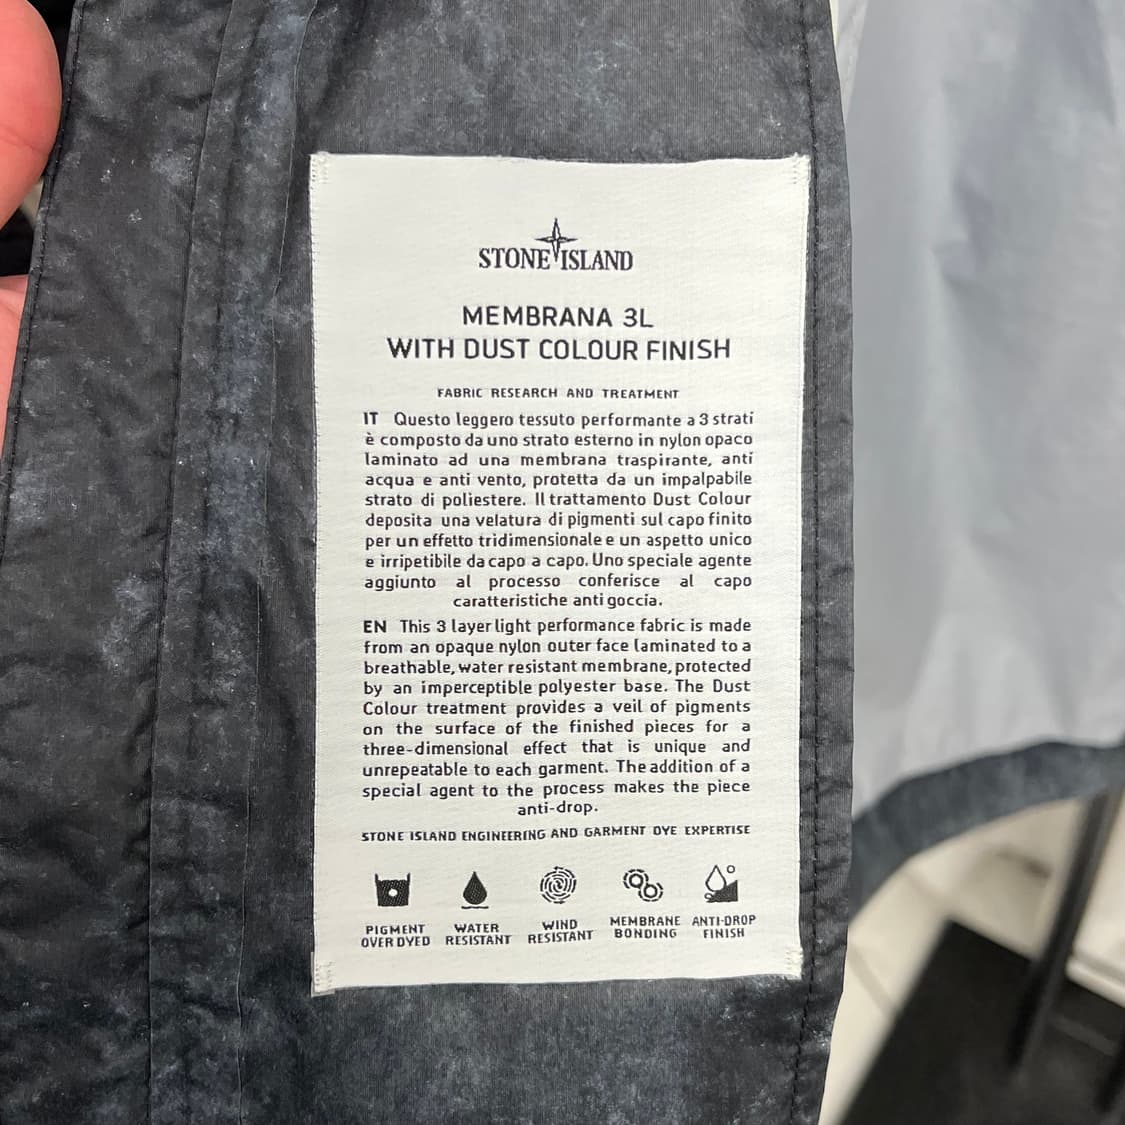 STONE ISLAND
MEMBRANA 3L
WITH DUST COLOUR FINISH
FABRIC RESEARCH AND TREATMENT
IT Questo leggero tessuto performante a 3 strati
è composto da uno strato esterno in nylon opaco
laminato ad una membrana traspirante, anti
acqua e anti vento, protetta da un impalpabile
strato di poliestere. Il trattamento Dust Colour
deposita una velatura di pigmenti sul capo finito
per un effetto tridimensionale e un aspetto unico
e irripetibile da capo a capo. Uno speciale agente
aggiunto al processo conferisce al capo
caratteristiche anti goccia.
EN This 3 layer light performance fabric is made
from an opaque nylon outer face laminated to a
breathable, water resistant membrane, protected
by an imperceptible polyester base. The Dust
Colour treatment provides a veil of pigments
on the surface of the finished pieces for a
three-dimensional effect that is unique and
unrepeatable to each garment. The addition of a
special agent to the process makes the piece
anti-drop.
STONE ISLAND ENGINEERING AND GARMENT DYE EXPERTISE
PIGMENT
OVER DYED
WATER
RESISTANT
WIND
RESISTANT
MEMBRANE
BONDING
ANTI-DROP
FINISH